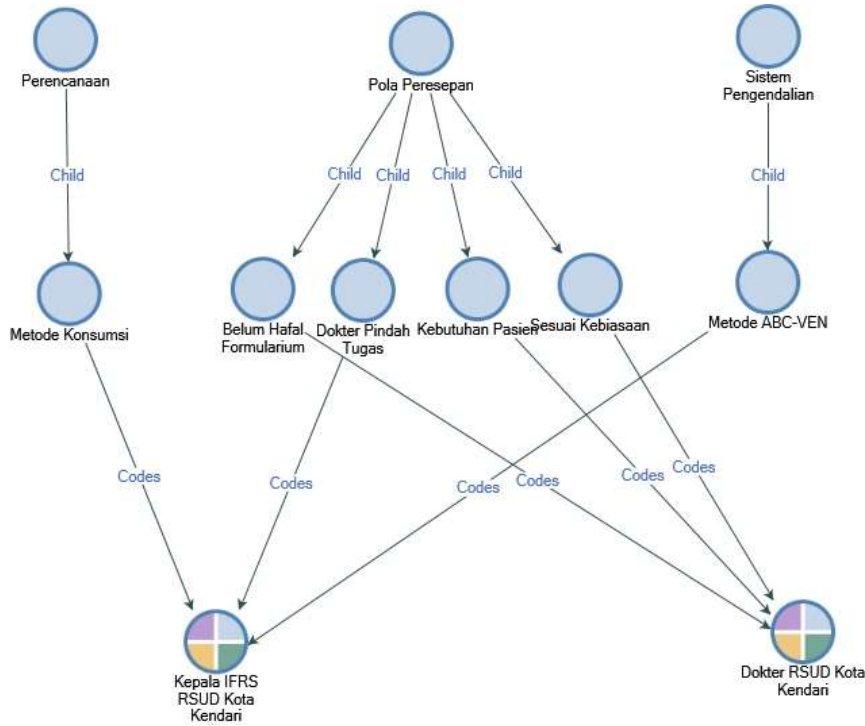 Perencanaan
Pola Peresepan
Sistem
Pengendalian
Child
Child
Child
Child
Child
Child
Metode Konsumsi
Belum Hafal
Formularium
Dokter Pindah
Tugas
Kebutuhan Pasien
Sesuai Kebiasaan
Metode ABC-VEN
Codes
Codes
Codes
Codes
Codes
Codes
Kepala IFRS
RSUD Kota
Kendari
Dokter RSUD Kota
Kendari